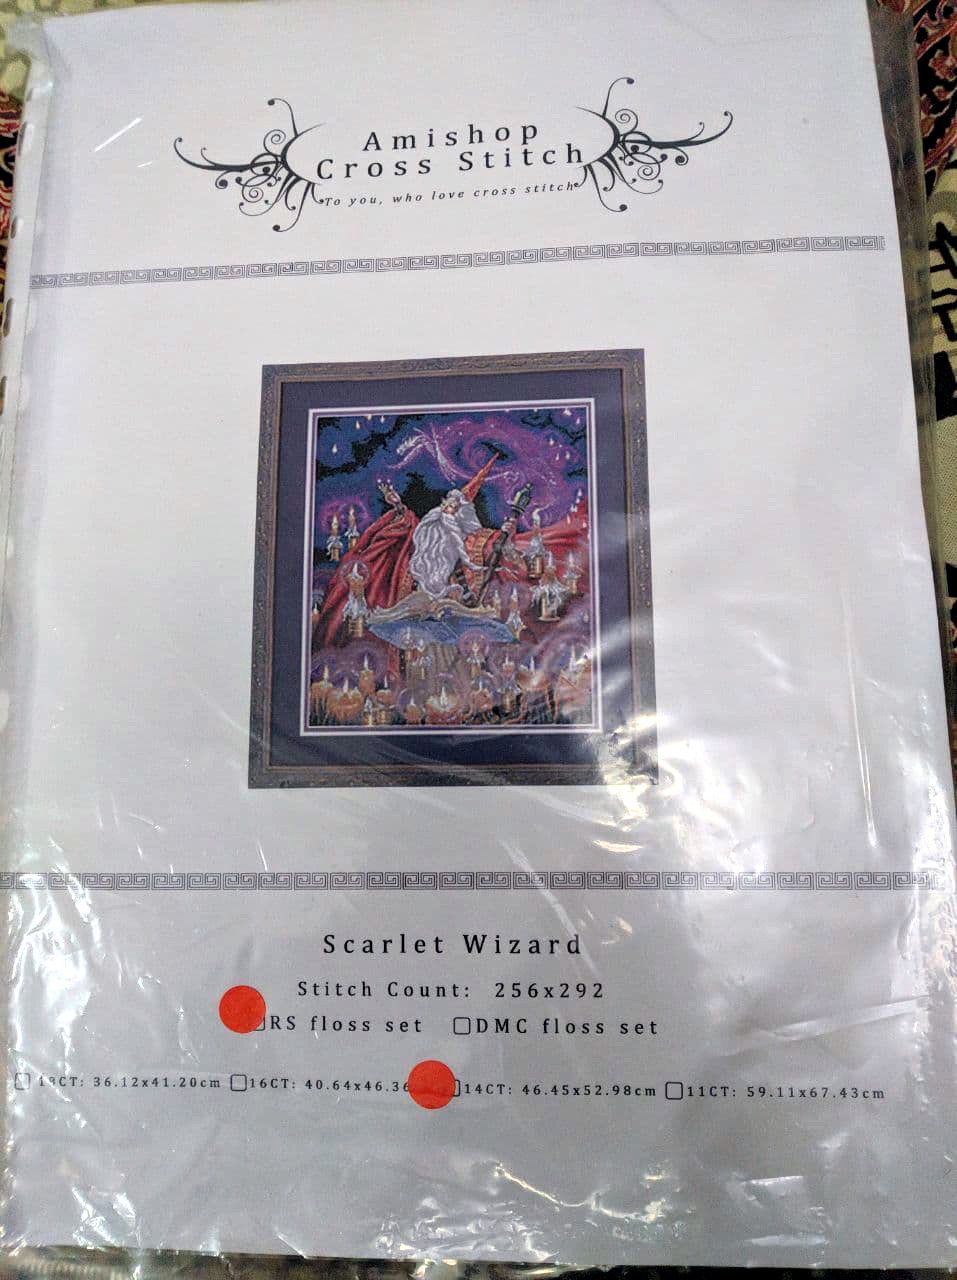 Amishop
Cross Stitch
To you, who love cross stitch
Scarlet Wizard
Stitch Count: 256x292
RS floss set DMC floss set
18CT: 36.12x41.20cm 16CT: 40.64x46.36 14CT: 46.45x52.98cm 11CT: 59.11x67.43cm